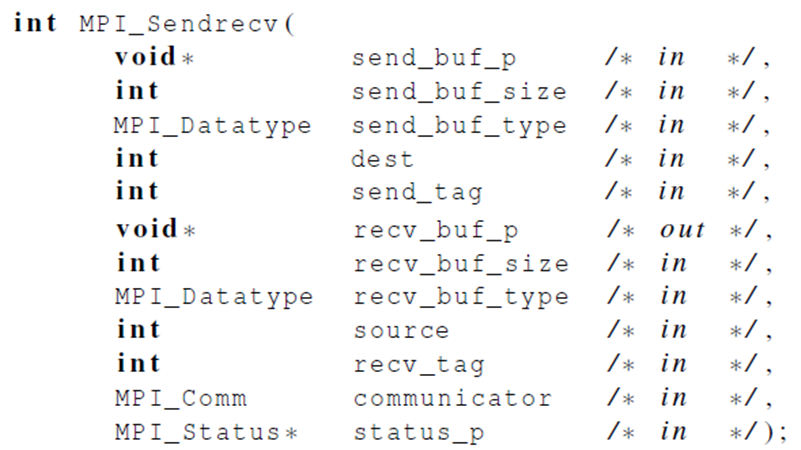 int MPI_Sendrecv(
void* send_buf_p /* in */,
int send_buf_size /* in */,
MPI_Datatype send_buf_type /* in */,
int dest /* in */,
int send_tag /* in */,
void* recv_buf_p /* out */,
int recv_buf_size /* in */,
MPI_Datatype recv_buf_type /* in */,
int source /* in */,
int recv_tag /* in */,
MPI_Comm communicator /* in */,
MPI_Status* status_p /* in */);